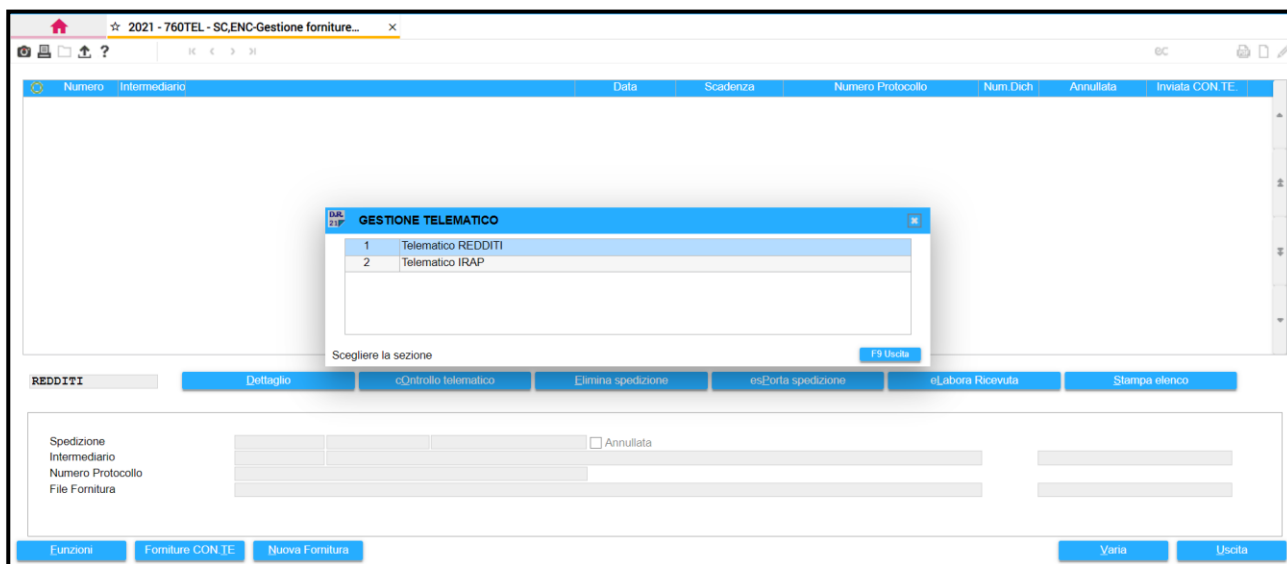 2021 - 760TEL - SC,ENC-Gestione forniture...
Numero Intermediario Data Scadenza Numero Protocollo Num.Dich Annullata Inviata CON.TE.
GESTIONE TELEMATICO
1 Telematico REDDITI
2 Telematico IRAP
Scegliere la sezione F9 Uscita
REDDITI Dettaglio cOntrollo telematico Elimina spedizione esPorta spedizione eLabora Ricevuta Stampa elenco
Spedizione Annullata
Intermediario
Numero Protocollo
File Fornitura
Funzioni Forniture CON.TE Nuova Fornitura Varia Uscita